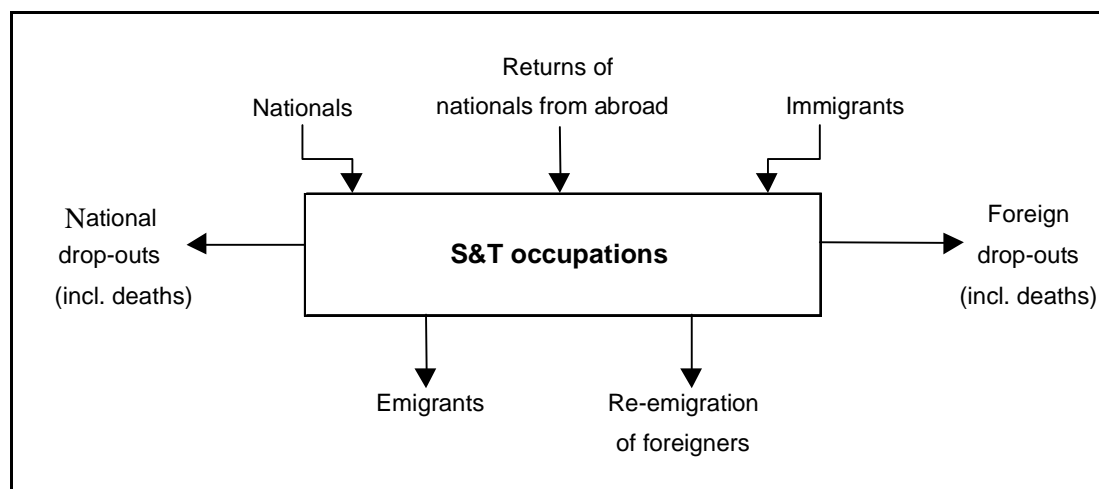 Returns of
nationals from abroad
Nationals
Immigrants
National
drop-outs
(incl. deaths)
S&T occupations
Foreign
drop-outs
(incl. deaths)
Emigrants
Re-emigration
of foreigners